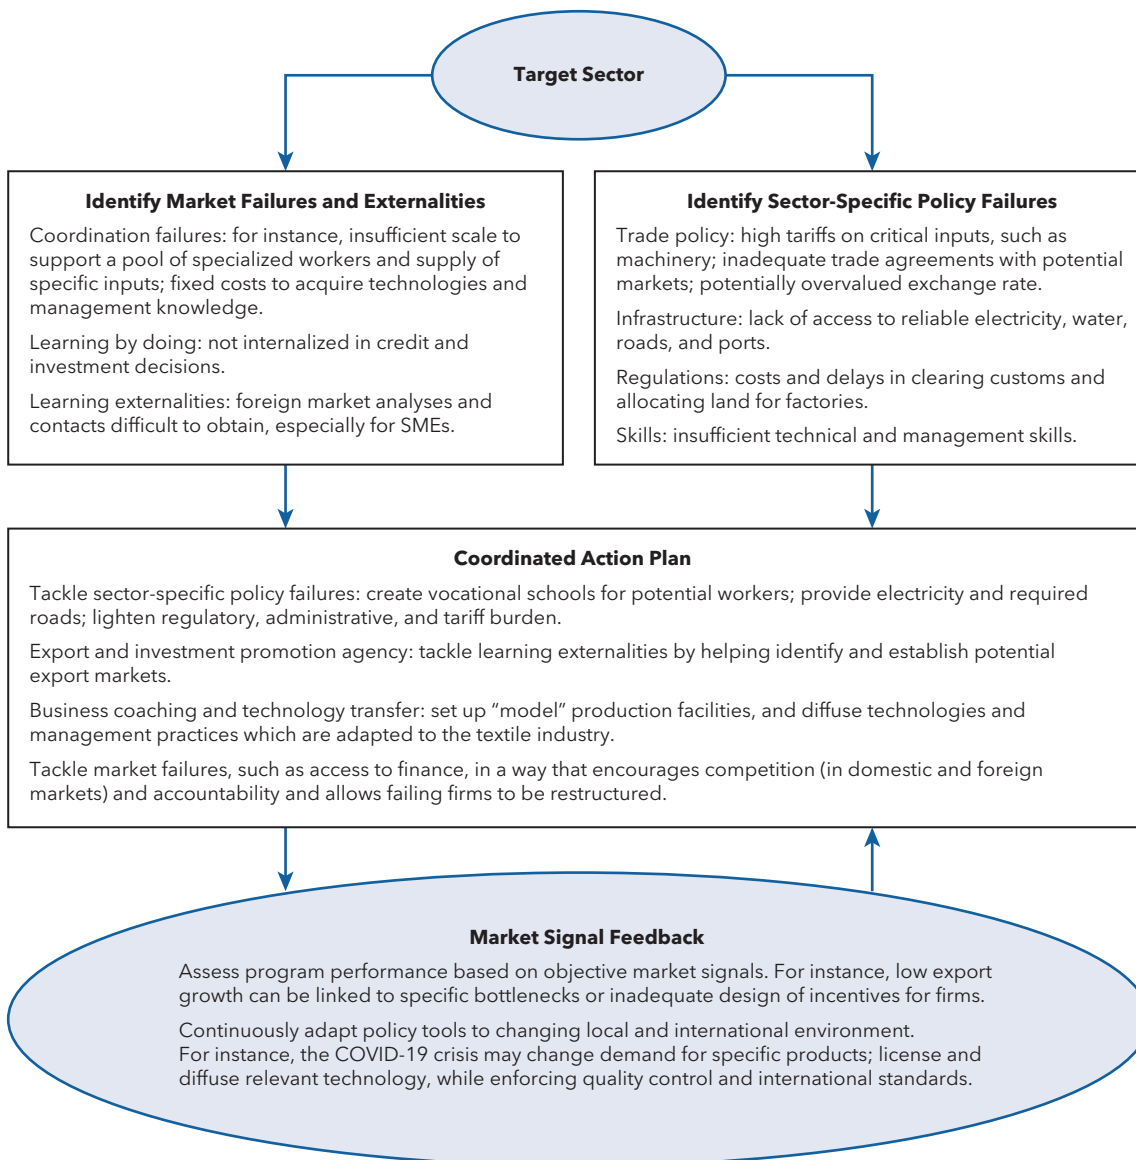 Target Sector
Identify Market Failures and Externalities
Coordination failures: for instance, insufficient scale to
support a pool of specialized workers and supply of
specific inputs; fixed costs to acquire technologies and
management knowledge.
Learning by doing: not internalized in credit and
investment decisions.
Learning externalities: foreign market analyses and
contacts difficult to obtain, especially for SMEs.
Identify Sector-Specific Policy Failures
Trade policy: high tariffs on critical inputs, such as
machinery; inadequate trade agreements with potential
markets; potentially overvalued exchange rate.
Infrastructure: lack of access to reliable electricity, water,
roads, and ports.
Regulations: costs and delays in clearing customs and
allocating land for factories.
Skills: insufficient technical and management skills.
Coordinated Action Plan
Tackle sector-specific policy failures: create vocational schools for potential workers; provide electricity and required
roads; lighten regulatory, administrative, and tariff burden.
Export and investment promotion agency: tackle learning externalities by helping identify and establish potential
export markets.
Business coaching and technology transfer: set up “model” production facilities, and diffuse technologies and
management practices which are adapted to the textile industry.
Tackle market failures, such as access to finance, in a way that encourages competition (in domestic and foreign
markets) and accountability and allows failing firms to be restructured.
Market Signal Feedback
Assess program performance based on objective market signals. For instance, low export
growth can be linked to specific bottlenecks or inadequate design of incentives for firms.
Continuously adapt policy tools to changing local and international environment.
For instance, the COVID-19 crisis may change demand for specific products; license and
diffuse relevant technology, while enforcing quality control and international standards.